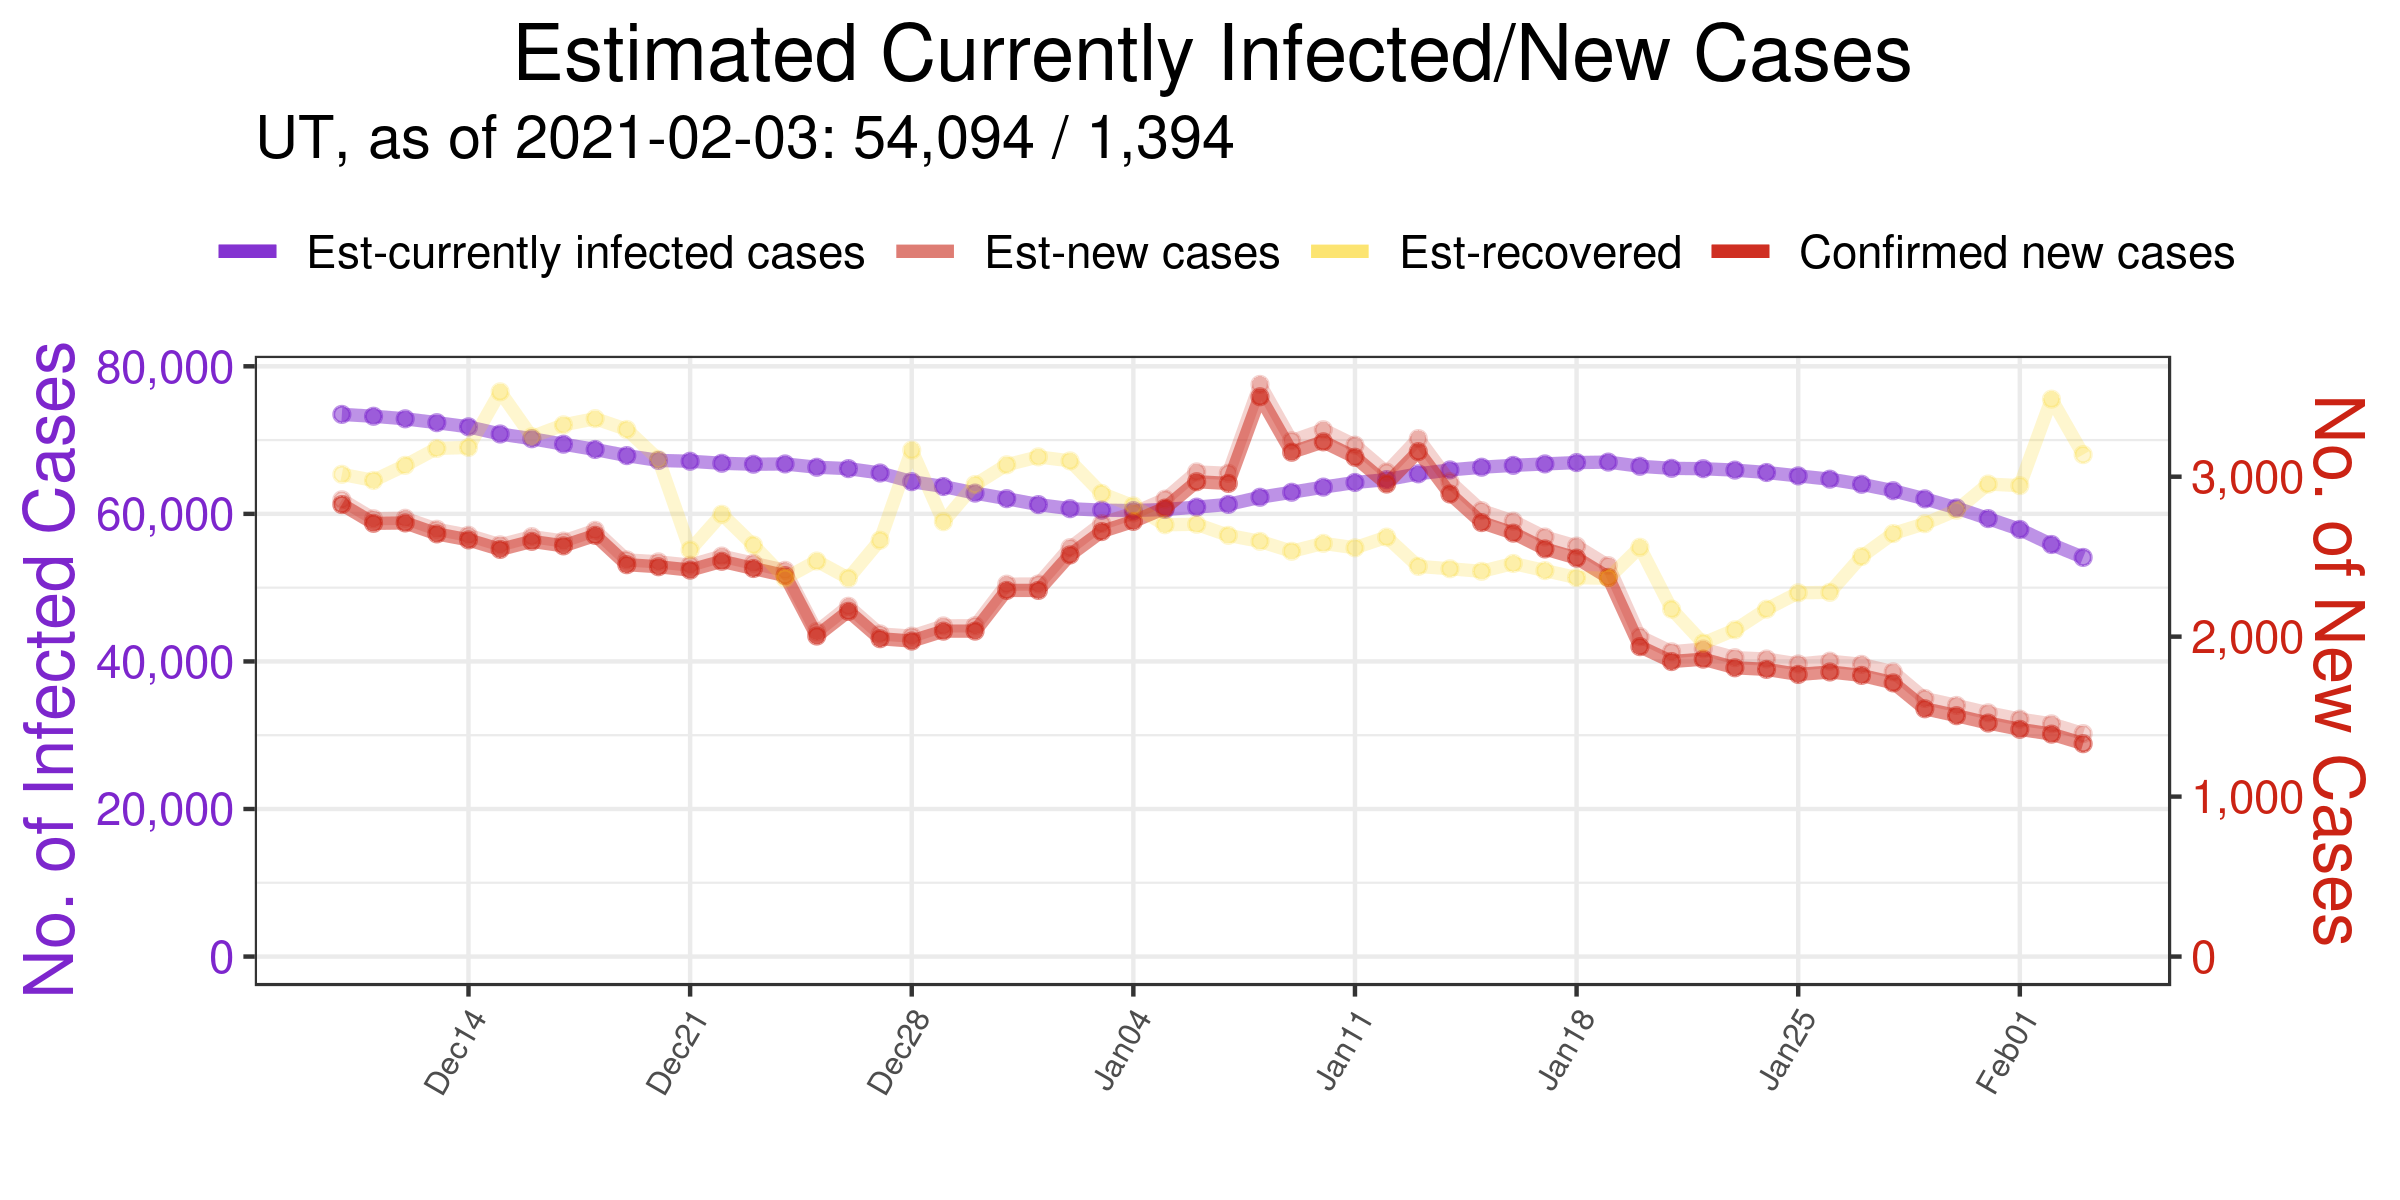 Estimated Currently Infected/New Cases
UT, as of 2021-02-03: 54,094 / 1,394
Est-currently infected cases Est-new cases Est-recovered Confirmed new cases
No. of Infected Cases
80,000
60,000
40,000
20,000
0
3,000
2,000
1,000
0
No. of New Cases
Dec14 Dec21 Dec28 Jan04 Jan11 Jan18 Jan25 Feb01